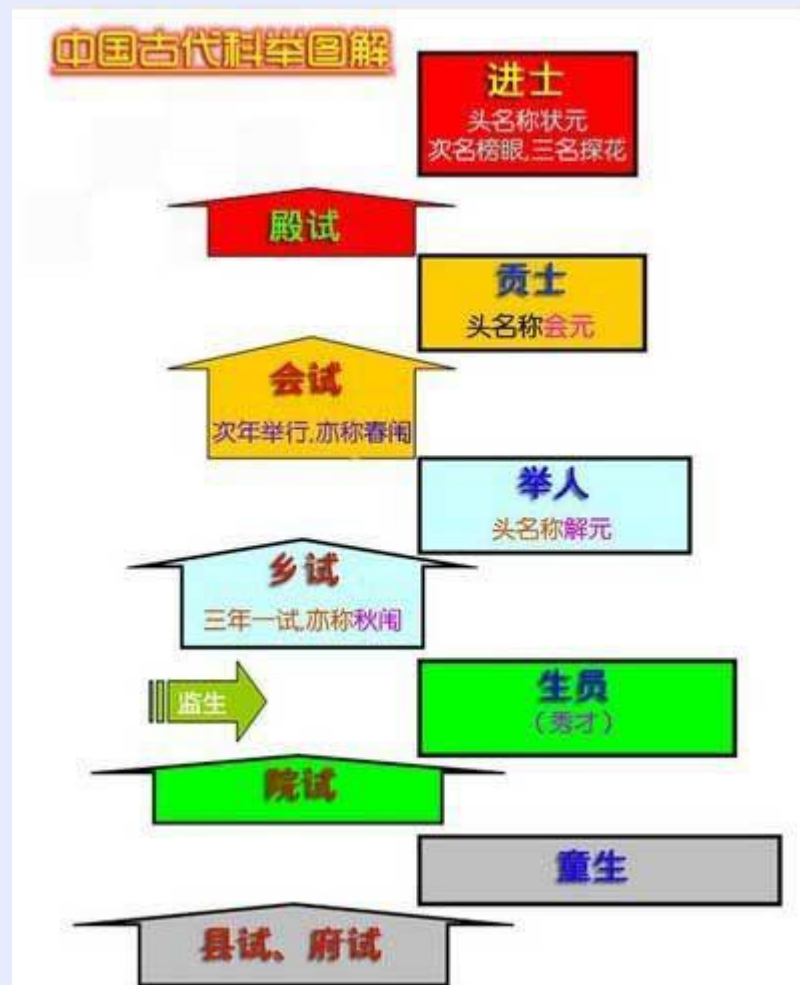 中国古代科举图解
进士
头名称状元
次名榜眼,三名探花
殿试
贡士
头名称会元
会试
次年举行,亦称春闱
举人
头名称解元
乡试
三年一试,亦称秋闱
监生
生员
（秀才）
院试
童生
县试、府试